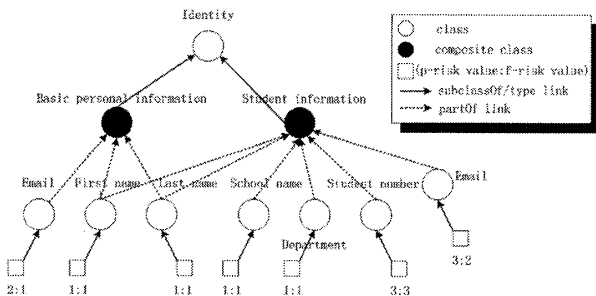 Identity
class
composite class
(p-risk value:f-risk value)
subclassOf/type link
partOf link
Basic personal information
Student information
Email
First name
Last name
School name
Student number
Email
Department
2:1
1:1
1:1
1:1
1:1
3:3
3:2